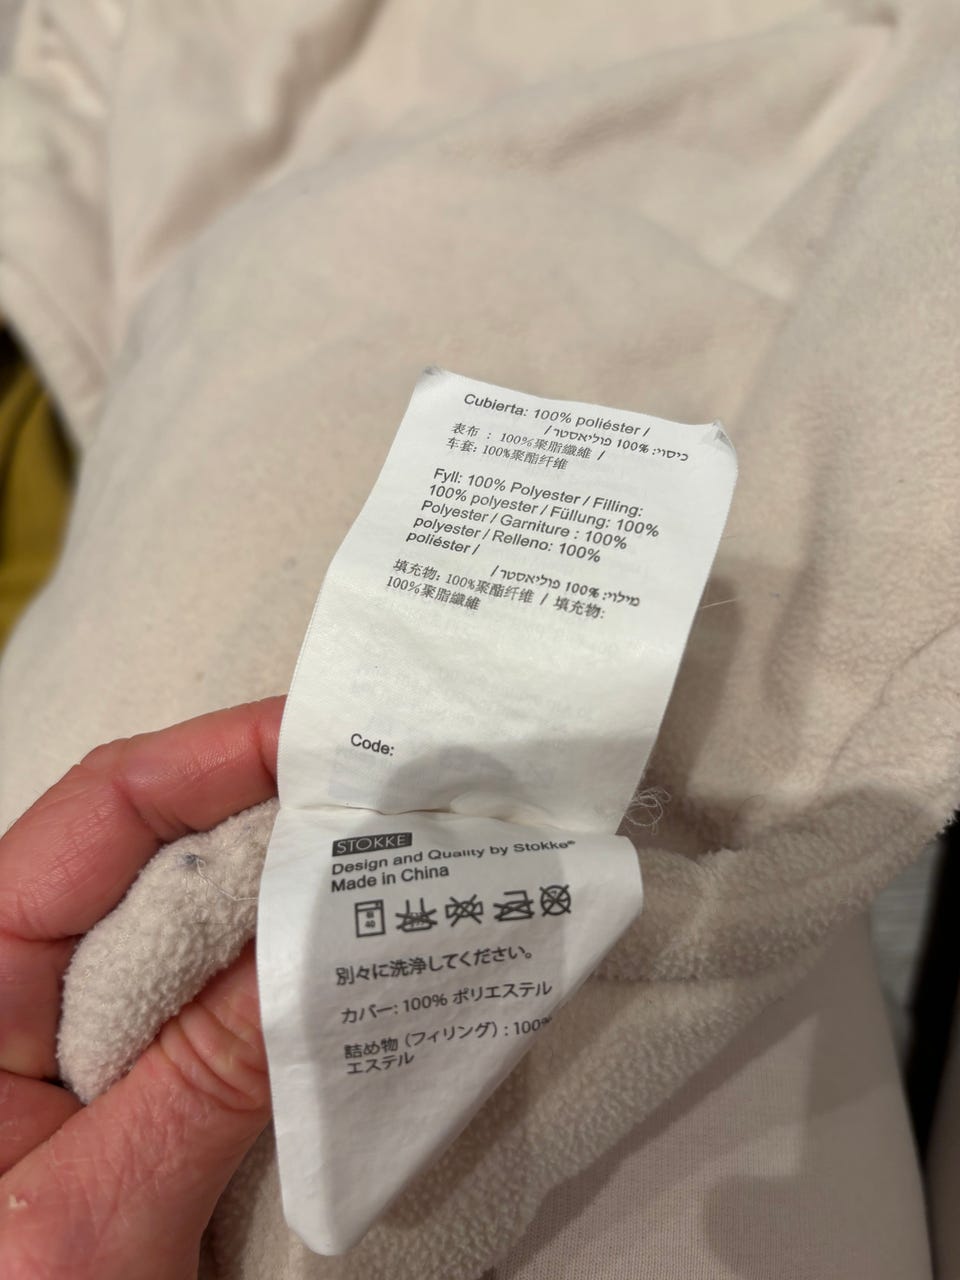 Cubierta: 100% poliéster /
כיסוי: 100% פוליאסטר /
表布 : 100%聚脂纖維 /
车套: 100%聚酯纤维
Fyll: 100% Polyester / Filling:
100% polyester / Füllung: 100%
Polyester / Garniture : 100%
polyester / Relleno: 100%
poliéster /
מילוי: 100% פוליאסטר /
填充物: 100%聚酯纤维 / 填充物:
100%聚脂纖維
Code:
STOKKE
Design and Quality by Stokke®
Made in China
40
別々に洗浄してください。
カバー: 100% ポリエステル
詰め物 (フィリング) : 100%
エステル